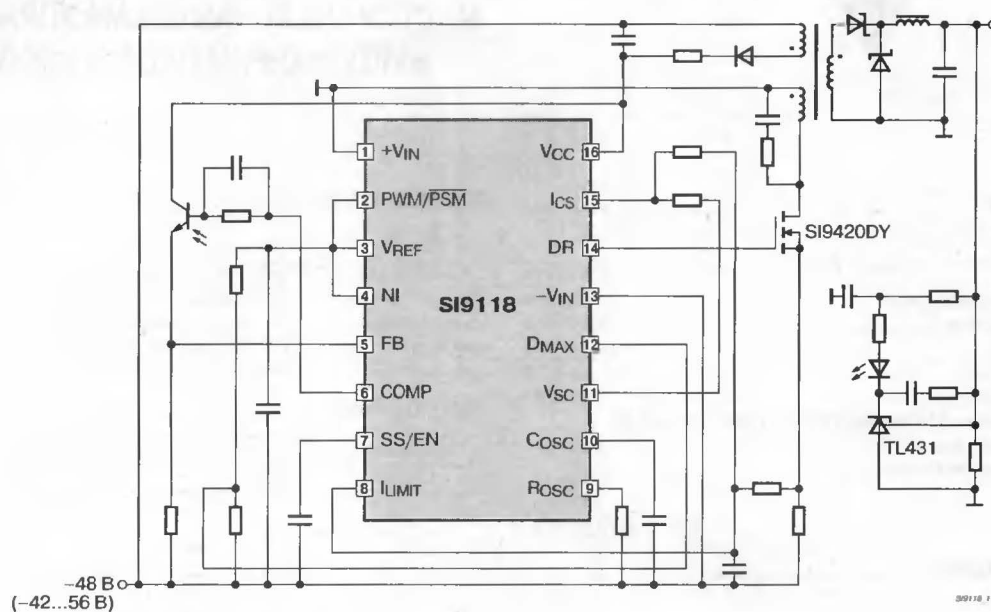 1 +VIN
2 PWM/PSM
3 VREF
4 NI
5 FB
6 COMP
7 SS/EN
8 ILIMIT
SI9118
VCC 16
ICS 15
DR 14
-VIN 13
DMAX 12
VSC 11
COSC 10
ROSC 9
SI9420DY
TL431
-48 В
(-42...56 В)